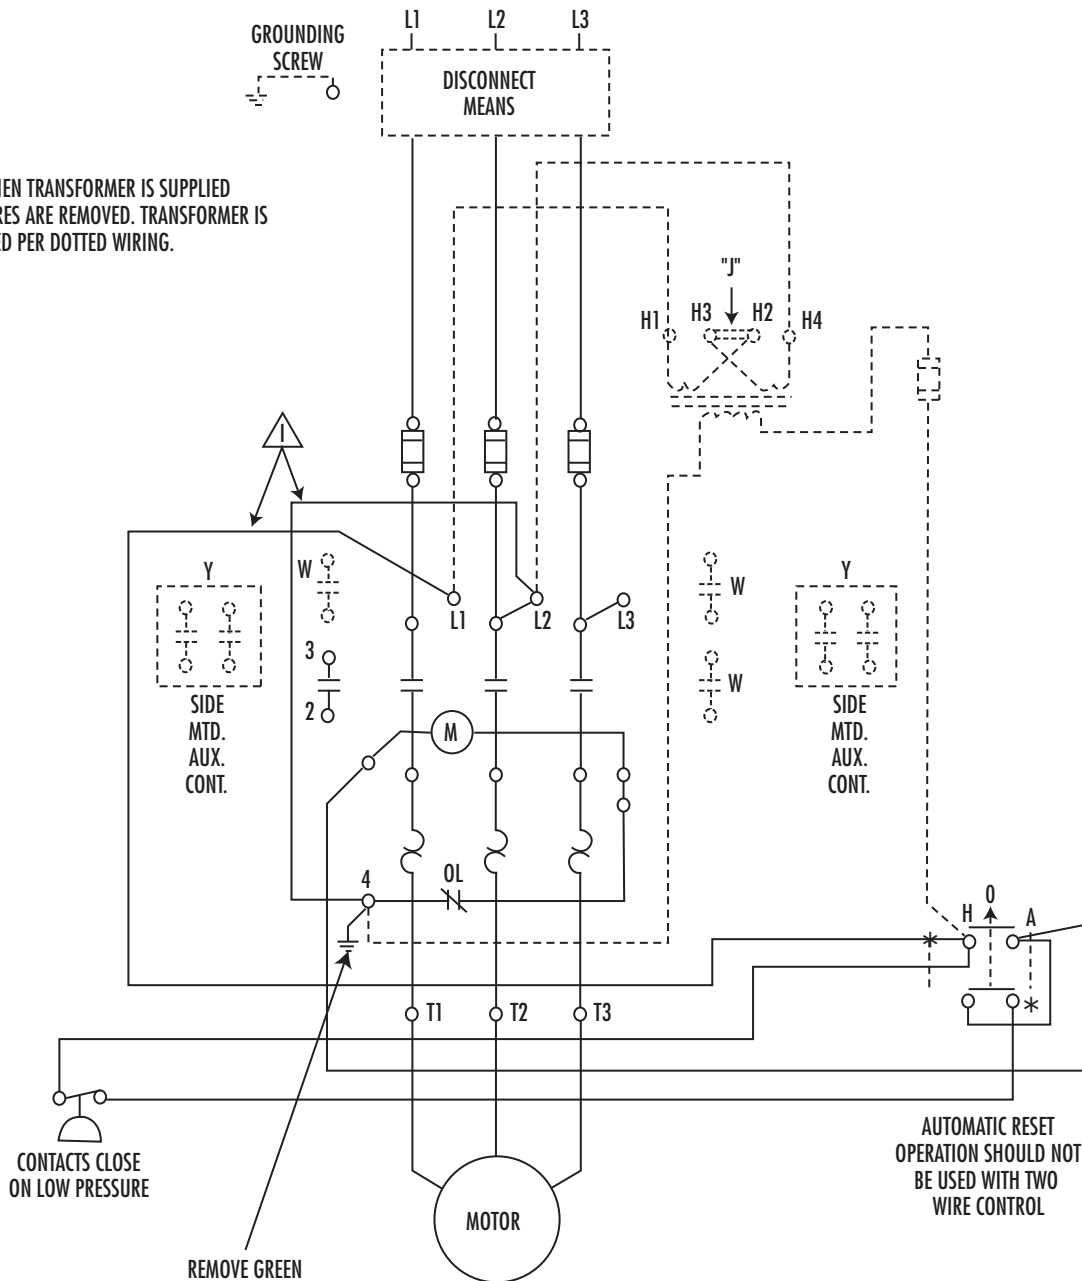 L1 L2 L3
GROUNDING
SCREW
DISCONNECT
MEANS
TRANSFORMER IS SUPPLIED
ARE REMOVED. TRANSFORMER IS
PER DOTTED WIRING.
"J"
H1 H3 H2 H4
1
Y
W
L1 L2 L3
W
Y
3
2
W
SIDE
MTD.
AUX.
CONT.
M
SIDE
MTD.
AUX.
CONT.
4
OL
H O A
*
*
T1 T2 T3
CONTACTS CLOSE
ON LOW PRESSURE
AUTOMATIC RESET
OPERATION SHOULD NOT
BE USED WITH TWO
WIRE CONTROL
MOTOR
REMOVE GREEN